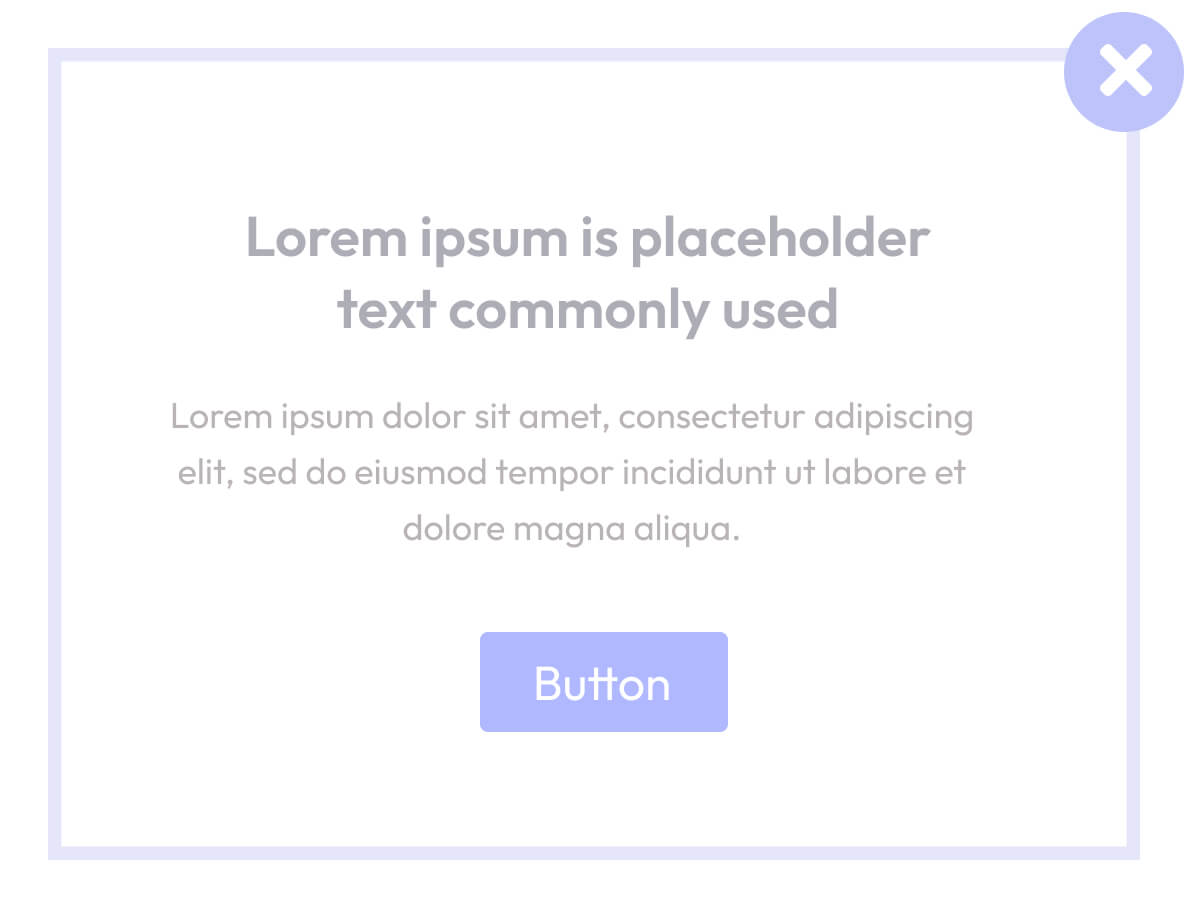 Lorem ipsum is placeholder
text commonly used
Lorem ipsum dolor sit amet, consectetur adipiscing
elit, sed do eiusmod tempor incididunt ut labore et
dolore magna aliqua.
Button